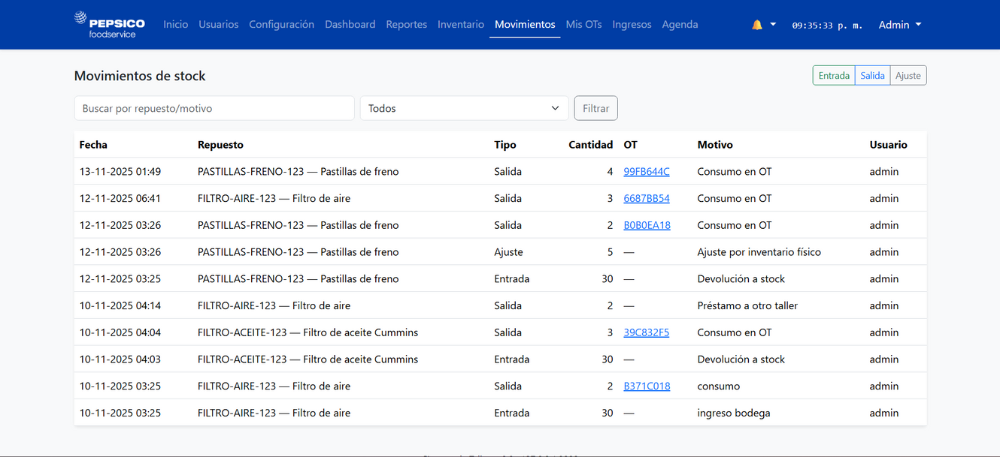 PEPSICO
foodservice
Inicio Usuarios Configuración Dashboard Reportes Inventario Movimientos Mis OTs Ingresos Agenda 09:35:33 p. m. Admin
Movimientos de stock Entrada Salida Ajuste
Buscar por repuesto/motivo Todos Filtrar
Fecha Repuesto Tipo Cantidad OT Motivo Usuario
13-11-2025 01:49 PASTILLAS-FRENO-123 — Pastillas de freno Salida 4 99FB644C Consumo en OT admin
12-11-2025 06:41 FILTRO-AIRE-123 — Filtro de aire Salida 3 6687BB54 Consumo en OT admin
12-11-2025 03:26 PASTILLAS-FRENO-123 — Pastillas de freno Salida 2 B0B0EA18 Consumo en OT admin
12-11-2025 03:26 PASTILLAS-FRENO-123 — Pastillas de freno Ajuste 5 — Ajuste por inventario físico admin
12-11-2025 03:25 PASTILLAS-FRENO-123 — Pastillas de freno Entrada 30 — Devolución a stock admin
10-11-2025 04:14 FILTRO-AIRE-123 — Filtro de aire Salida 2 — Préstamo a otro taller admin
10-11-2025 04:04 FILTRO-ACEITE-123 — Filtro de aceite Cummins Salida 3 39C832F5 Consumo en OT admin
10-11-2025 04:03 FILTRO-ACEITE-123 — Filtro de aceite Cummins Entrada 30 — Devolución a stock admin
10-11-2025 03:25 FILTRO-AIRE-123 — Filtro de aire Salida 2 B371C018 consumo admin
10-11-2025 03:25 FILTRO-AIRE-123 — Filtro de aire Entrada 30 — ingreso bodega admin